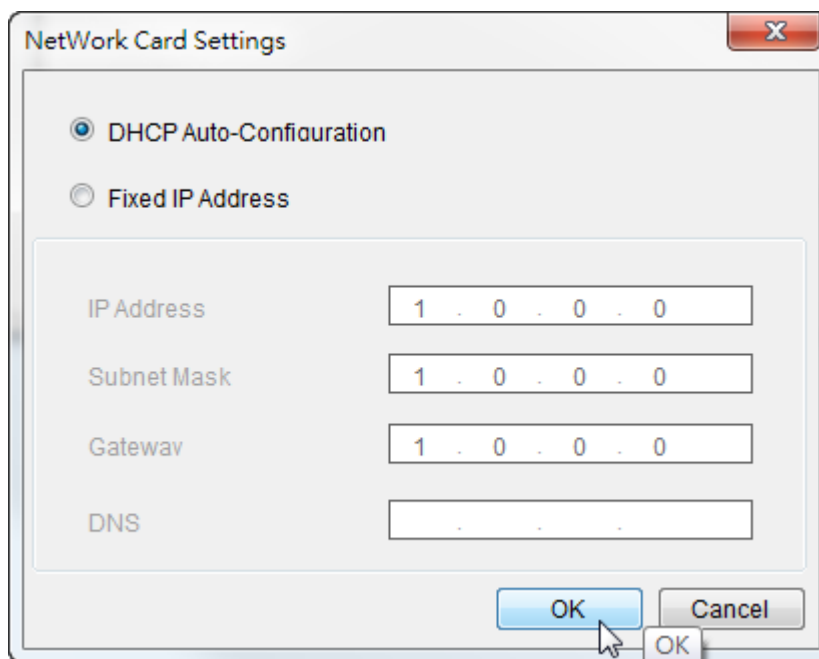 NetWork Card Settings
DHCP Auto-Configuration
Fixed IP Address
IP Address 1 . 0 . 0 . 0
Subnet Mask 1 . 0 . 0 . 0
Gateway 1 . 0 . 0 . 0
DNS . . .
OK Cancel
OK